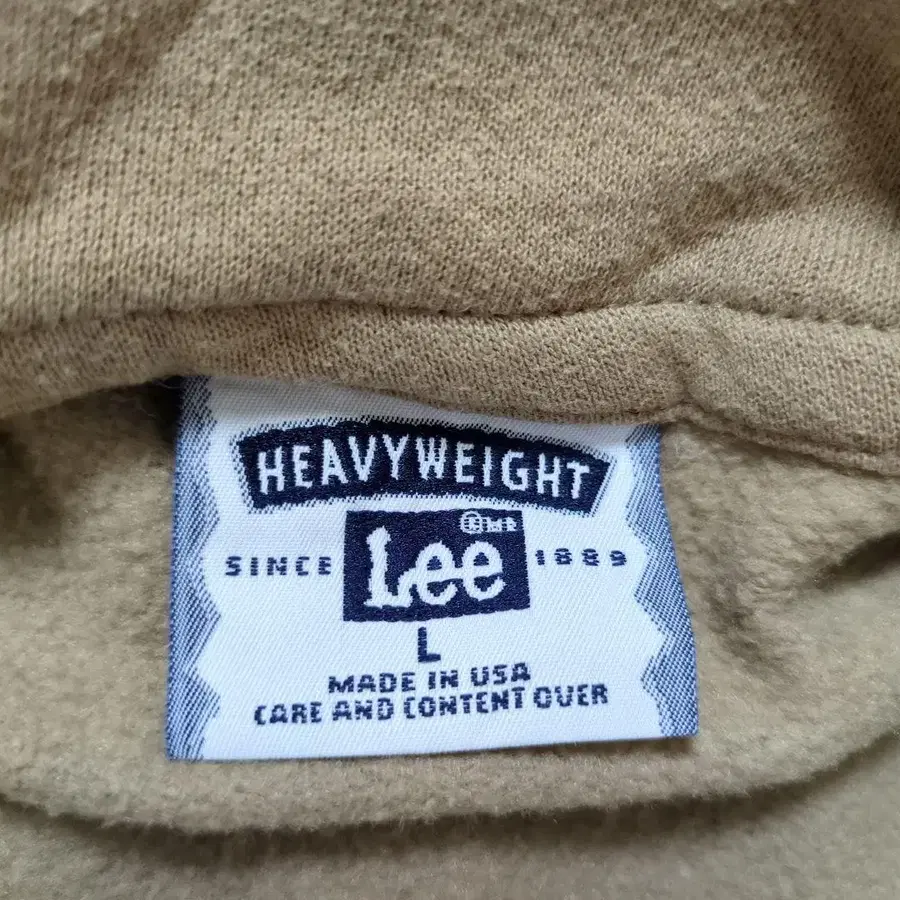 HEAVYWEIGHT
SINCE Lee 1889
L
MADE IN USA
CARE AND CONTENT OVER